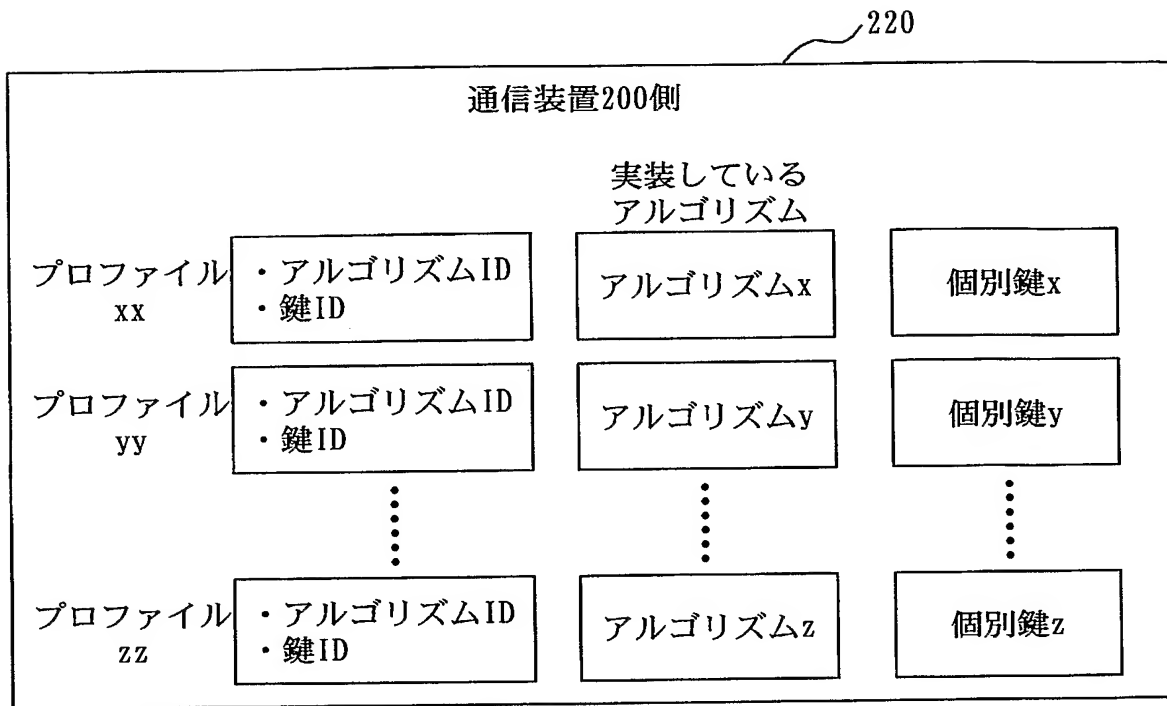 220
通信装置200側
実装している
アルゴリズム
プロファイル
xx
・アルゴリズムID
・鍵ID
アルゴリズムx
個別鍵x
プロファイル
yy
・アルゴリズムID
・鍵ID
アルゴリズムy
個別鍵y
プロファイル
zz
・アルゴリズムID
・鍵ID
アルゴリズムz
個別鍵z